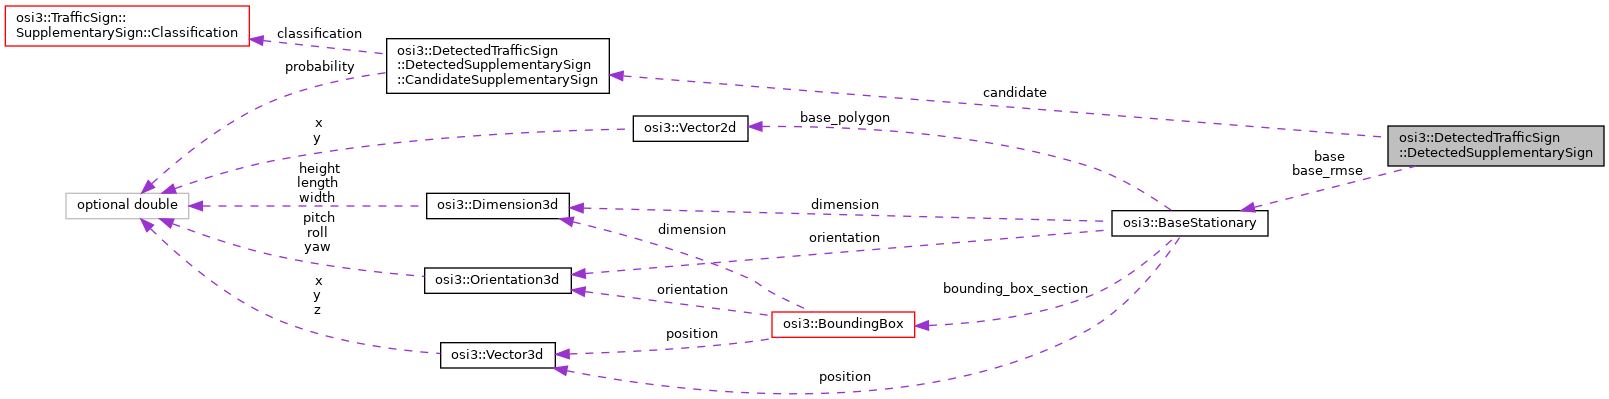 osi3::TrafficSign::
SupplementarySign::Classification
classification
probability
osi3::DetectedTrafficSign
::DetectedSupplementarySign
::CandidateSupplementarySign
candidate
x
y
osi3::Vector2d
base_polygon
osi3::DetectedTrafficSign
::DetectedSupplementarySign
base
base_rmse
height
length
width
optional double
osi3::Dimension3d
dimension
osi3::BaseStationary
pitch
roll
yaw
dimension
orientation
osi3::Orientation3d
orientation
bounding_box_section
x
y
z
osi3::BoundingBox
position
osi3::Vector3d
position